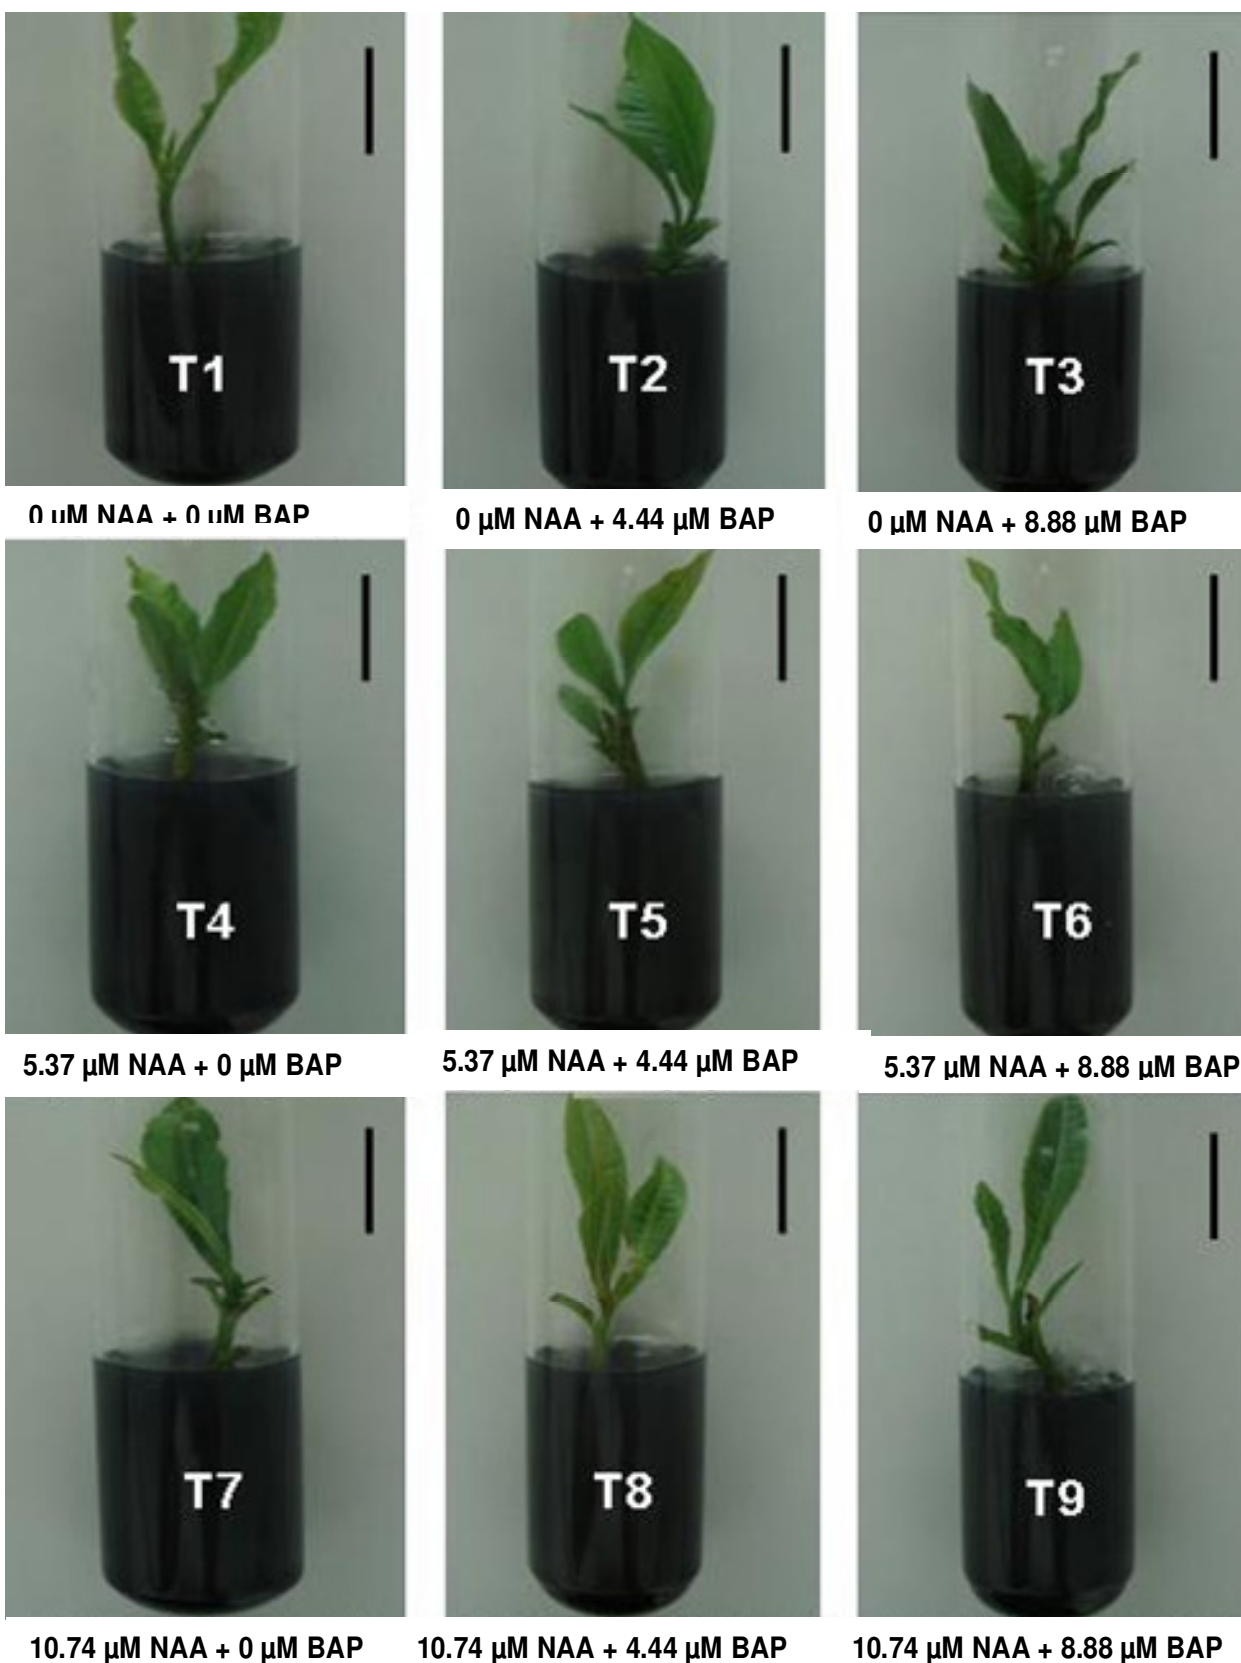 T1
T2
T3
0 µM NAA + 0 µM BAP
0 µM NAA + 4.44 µM BAP
0 µM NAA + 8.88 µM BAP
T4
T5
T6
5.37 µM NAA + 0 µM BAP
5.37 µM NAA + 4.44 µM BAP
5.37 µM NAA + 8.88 µM BAP
T7
T8
T9
10.74 µM NAA + 0 µM BAP
10.74 µM NAA + 4.44 µM BAP
10.74 µM NAA + 8.88 µM BAP